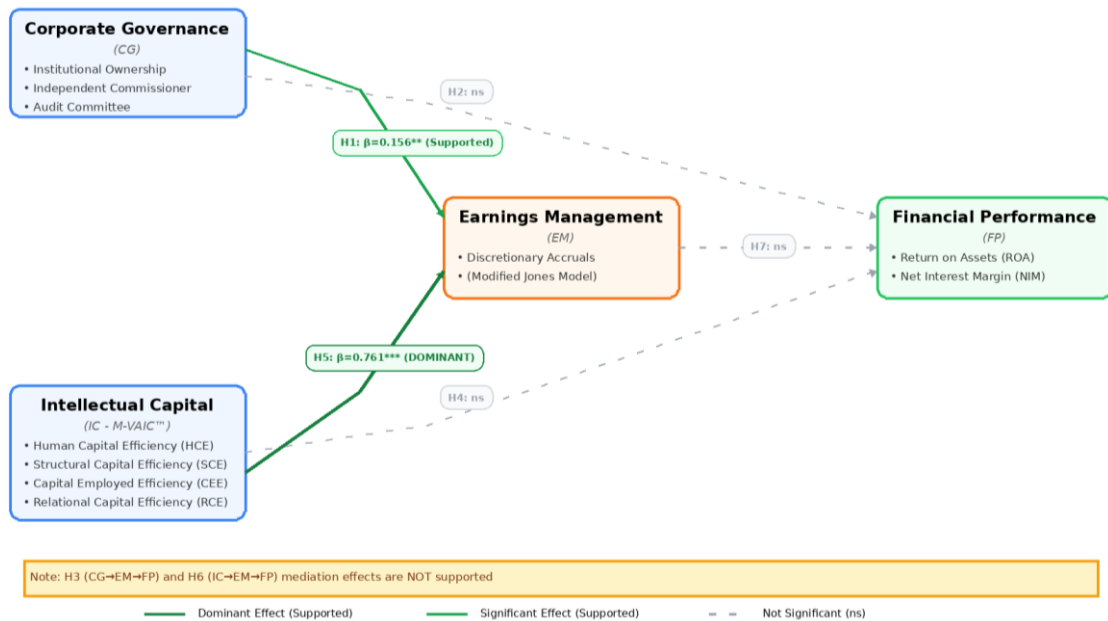 Corporate Governance
(CG)
• Institutional Ownership
• Independent Commissioner
• Audit Committee
H2: ns
H1: β=0.156** (Supported)
Earnings Management
(EM)
• Discretionary Accruals
• (Modified Jones Model)
H7: ns
Financial Performance
(FP)
• Return on Assets (ROA)
• Net Interest Margin (NIM)
H5: β=0.761*** (DOMINANT)
H4: ns
Intellectual Capital
(IC - M-VAIC™)
• Human Capital Efficiency (HCE)
• Structural Capital Efficiency (SCE)
• Capital Employed Efficiency (CEE)
• Relational Capital Efficiency (RCE)
Note: H3 (CG→EM→FP) and H6 (IC→EM→FP) mediation effects are NOT supported
Dominant Effect (Supported)
Significant Effect (Supported)
Not Significant (ns)